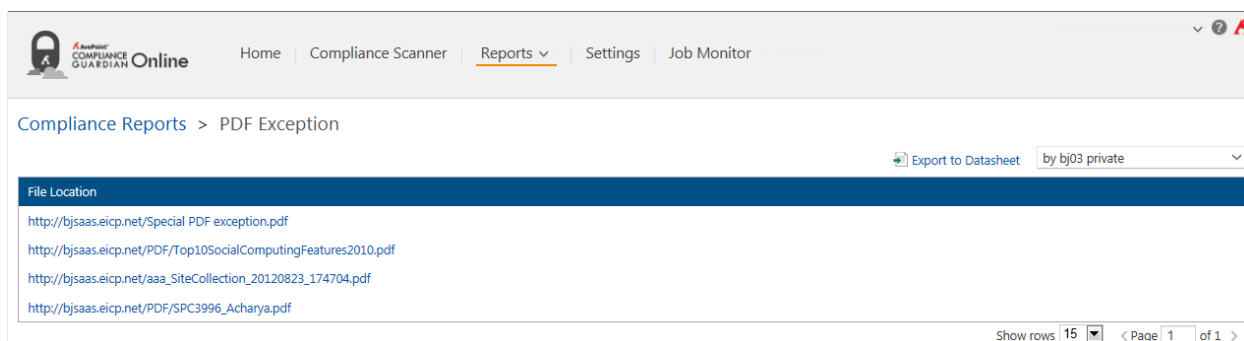 AvePoint
COMPLIANCE
GUARDIAN Online
Home Compliance Scanner Reports Settings Job Monitor
Compliance Reports > PDF Exception
Export to Datasheet by bj03 private
File Location
http://bjsaas.eicp.net/Special PDF exception.pdf
http://bjsaas.eicp.net/PDF/Top10SocialComputingFeatures2010.pdf
http://bjsaas.eicp.net/aaa_SiteCollection_20120823_174704.pdf
http://bjsaas.eicp.net/PDF/SPC3996_Acharya.pdf
Show rows 15 < Page 1 of 1 >